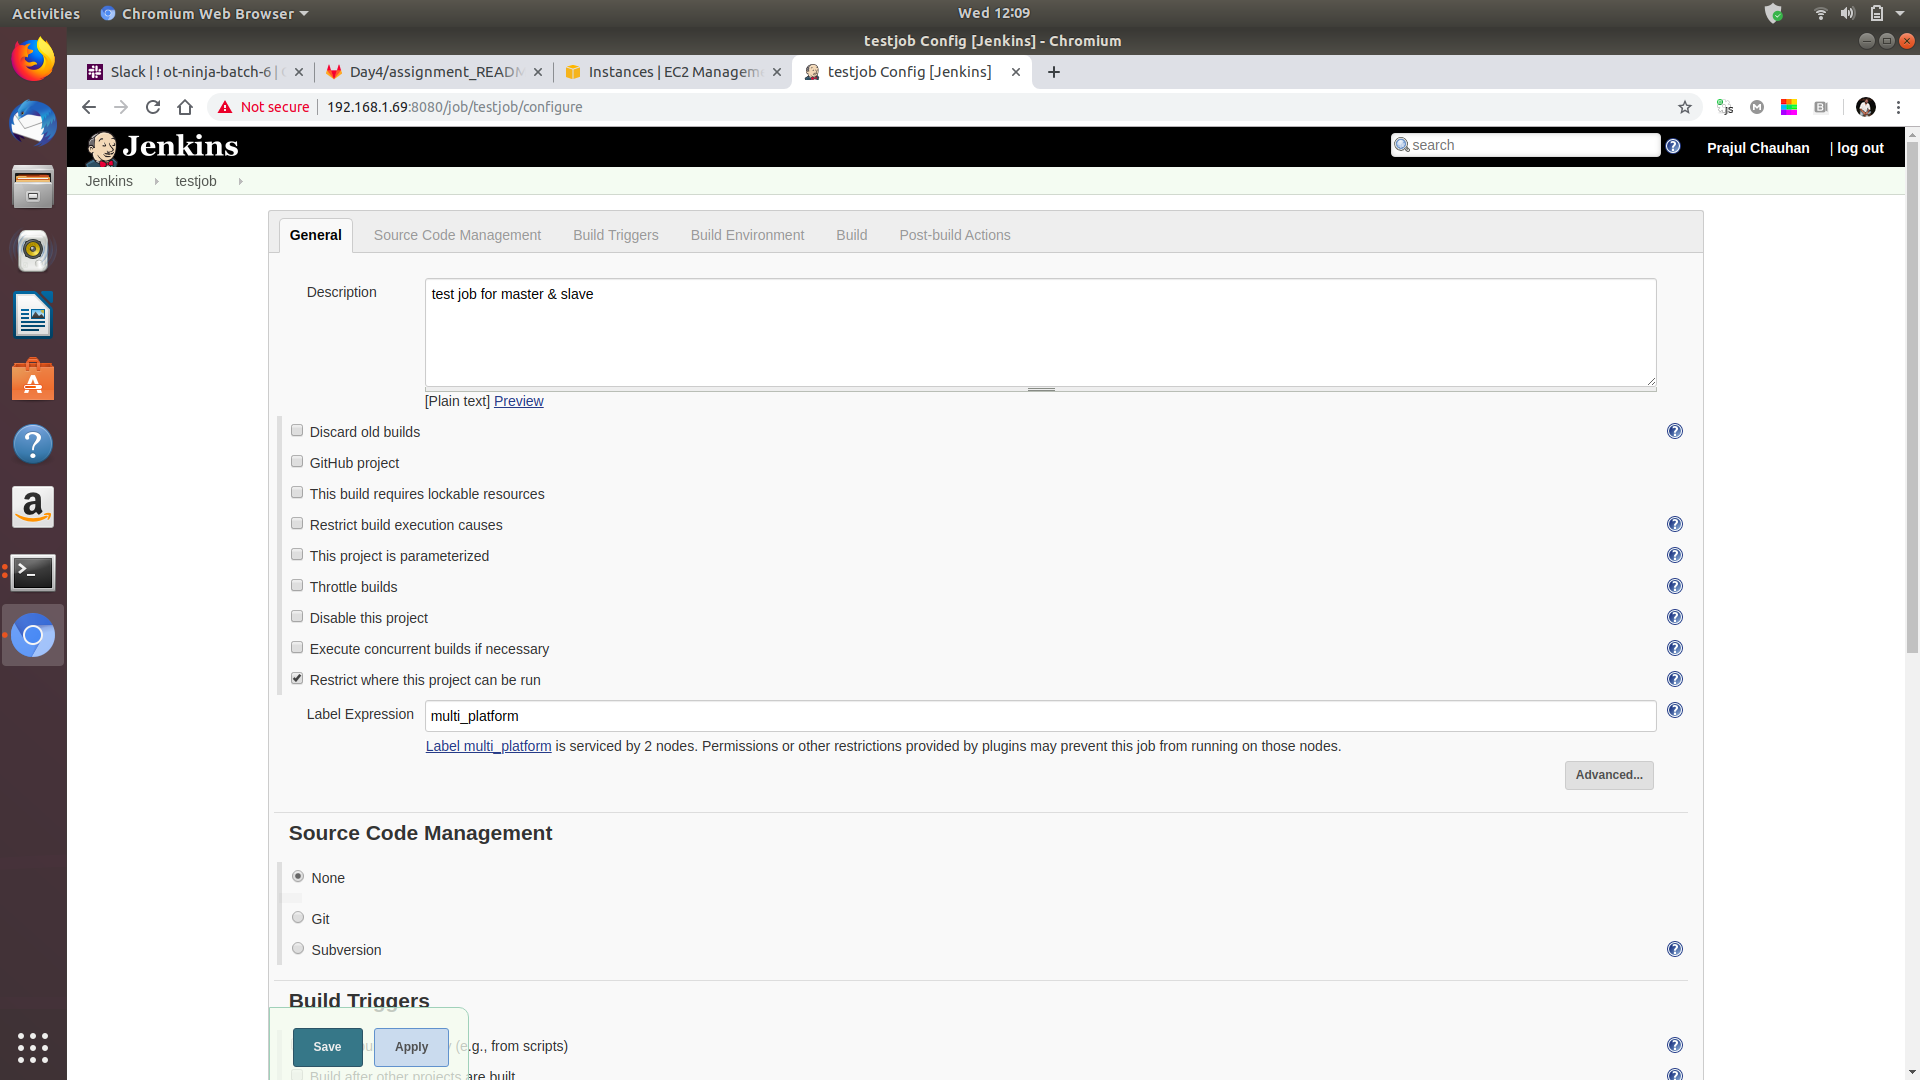 Activities Chromium Web Browser Wed 12:09
testjob Config [Jenkins] - Chromium
Slack | ! ot-ninja-batch-6 | Day4/assignment_READM Instances | EC2 Managem testjob Config [Jenkins]
Not secure 192.168.1.69:8080/job/testjob/configure
Jenkins search Prajul Chauhan | log out
Jenkins testjob
General Source Code Management Build Triggers Build Environment Build Post-build Actions
Description test job for master & slave
[Plain text] Preview
Discard old builds
GitHub project
This build requires lockable resources
Restrict build execution causes
This project is parameterized
Throttle builds
Disable this project
Execute concurrent builds if necessary
Restrict where this project can be run
Label Expression multi_platform
Label multi_platform is serviced by 2 nodes. Permissions or other restrictions provided by plugins may prevent this job from running on those nodes.
Advanced...
Source Code Management
None
Git
Subversion
Build Triggers
Save Apply (e.g., from scripts)
Build after other projects are built